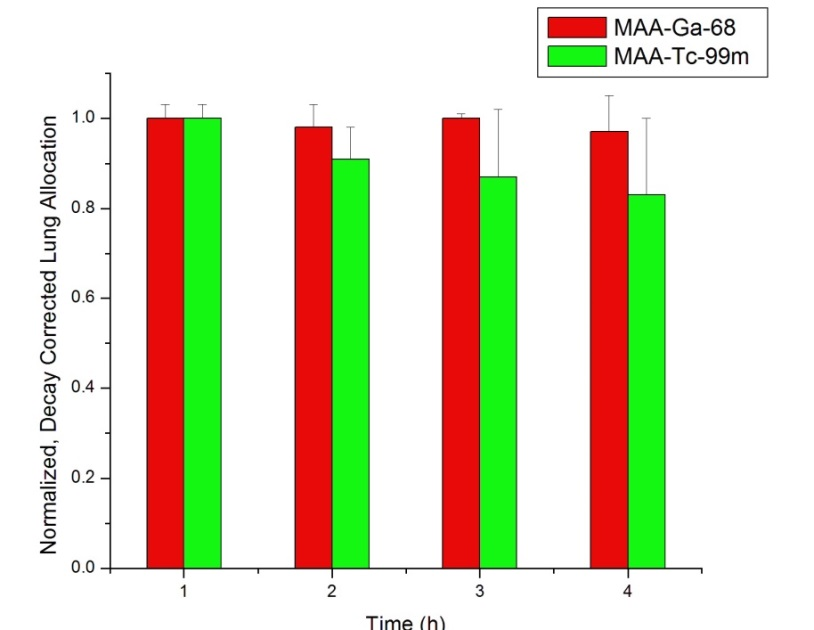 MAA-Ga-68
MAA-Tc-99m
Normalized, Decay Corrected Lung Allocation
1.0
0.8
0.6
0.4
0.2
0.0
1 2 3 4
Time (h)